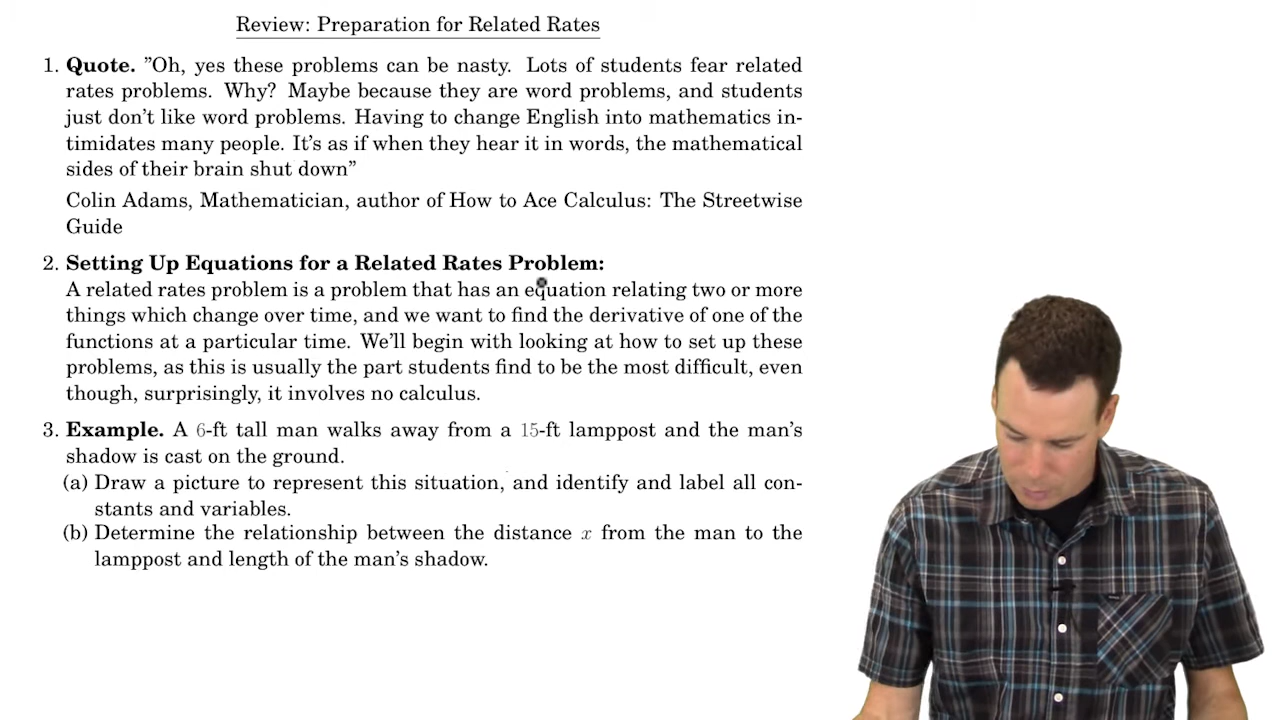 Review: Preparation for Related Rates
1. Quote. ”Oh, yes these problems can be nasty. Lots of students fear related
rates problems. Why? Maybe because they are word problems, and students
just don’t like word problems. Having to change English into mathematics in-
timidates many people. It’s as if when they hear it in words, the mathematical
sides of their brain shut down”
Colin Adams, Mathematician, author of How to Ace Calculus: The Streetwise
Guide
2. Setting Up Equations for a Related Rates Problem:
A related rates problem is a problem that has an equation relating two or more
things which change over time, and we want to find the derivative of one of the
functions at a particular time. We’ll begin with looking at how to set up these
problems, as this is usually the part students find to be the most difficult, even
though, surprisingly, it involves no calculus.
3. Example. A 6-ft tall man walks away from a 15-ft lamppost and the man’s
shadow is cast on the ground.
(a) Draw a picture to represent this situation, and identify and label all con-
stants and variables.
(b) Determine the relationship between the distance x from the man to the
lamppost and length of the man’s shadow.